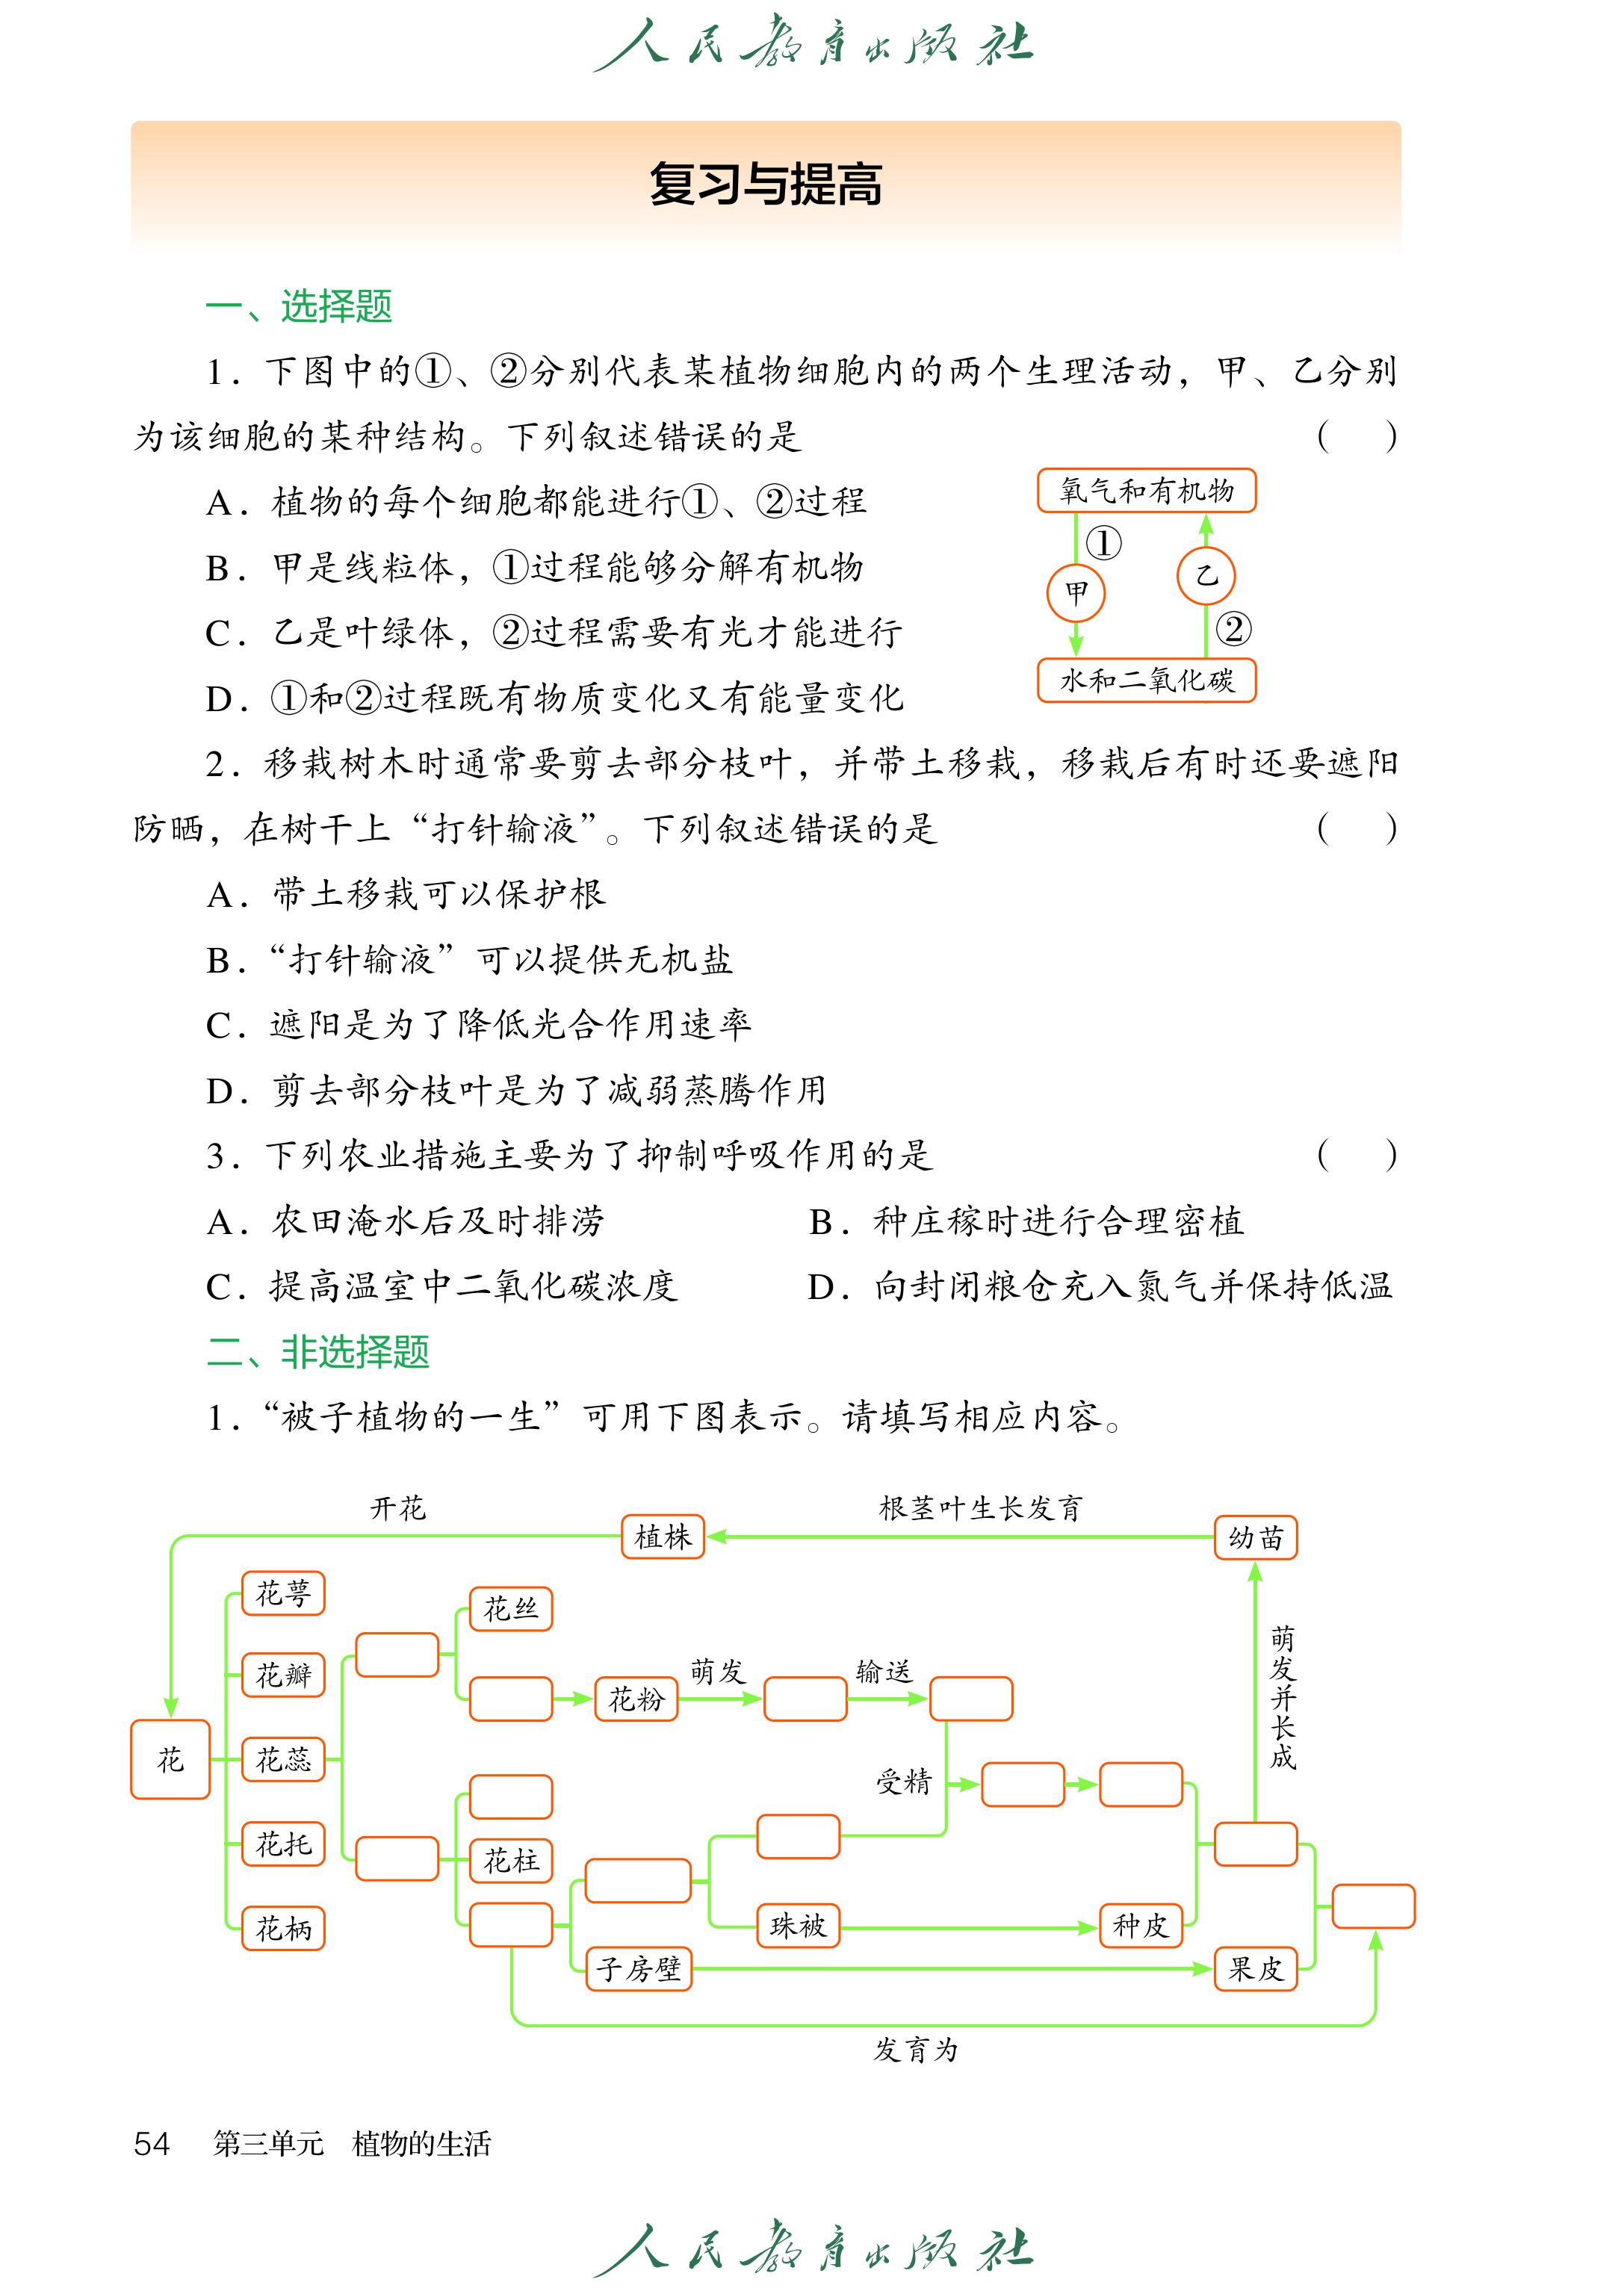 人民教育出版社
复习与提高
一、选择题
1．下图中的①、②分别代表某植物细胞内的两个生理活动，甲、乙分别
为该细胞的某种结构。下列叙述错误的是（ ）
A．植物的每个细胞都能进行①、②过程
B．甲是线粒体，①过程能够分解有机物
C．乙是叶绿体，②过程需要有光才能进行
D．①和②过程既有物质变化又有能量变化
氧气和有机物
①
甲
乙
②
水和二氧化碳
2．移栽树木时通常要剪去部分枝叶，并带土移栽，移栽后有时还要遮阳
防晒，在树干上“打针输液”。下列叙述错误的是（ ）
A．带土移栽可以保护根
B．“打针输液”可以提供无机盐
C．遮阳是为了降低光合作用速率
D．剪去部分枝叶是为了减弱蒸腾作用
3．下列农业措施主要为了抑制呼吸作用的是（ ）
A．农田淹水后及时排涝 B．种庄稼时进行合理密植
C．提高温室中二氧化碳浓度 D．向封闭粮仓充入氮气并保持低温
二、非选择题
1．“被子植物的一生”可用下图表示。请填写相应内容。
开花
植株
根茎叶生长发育
幼苗
花萼
花丝
花瓣
花粉
萌发
输送
萌发并长成
花
花蕊
受精
花托
花柱
花柄
珠被
种皮
子房壁
果皮
发育为
54 第三单元 植物的生活
人民教育出版社